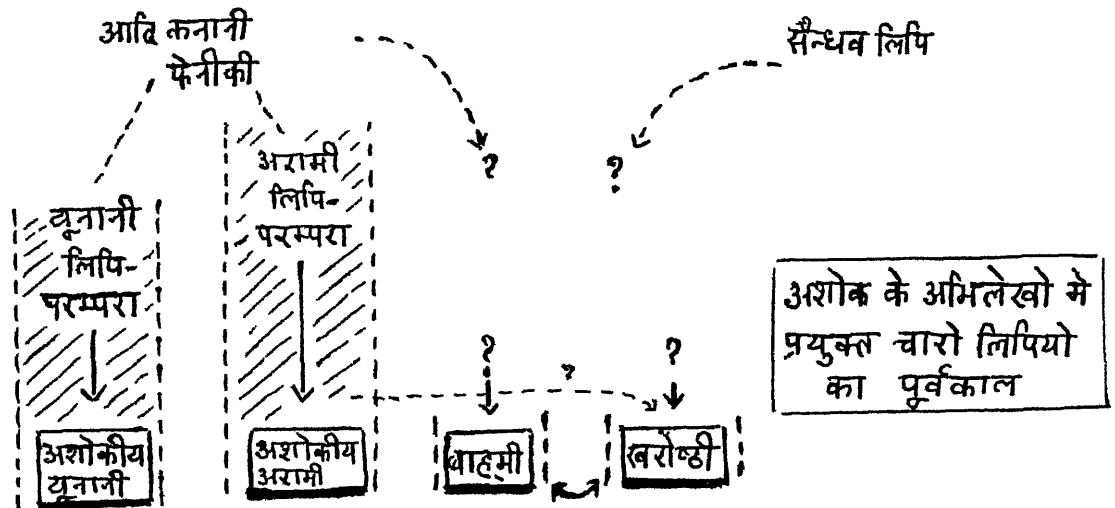 आदि कनानी
फेनीकी
सैन्धव लिपि
?
?
अरामी
लिपि-
परम्परा
यूनानी
लिपि-
परम्परा
अशोक के अभिलेखो मे
प्रयुक्त चारो लिपियो
का पूर्वकाल
?
?
?
अशोकीय
यूनानी
अशोकीय
अरामी
बाह्मी
खरोष्ठी